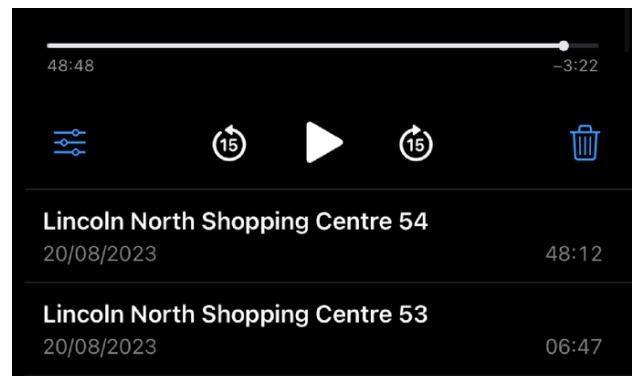 48:48 –3:22
15 15
Lincoln North Shopping Centre 54
20/08/2023 48:12
Lincoln North Shopping Centre 53
20/08/2023 06:47